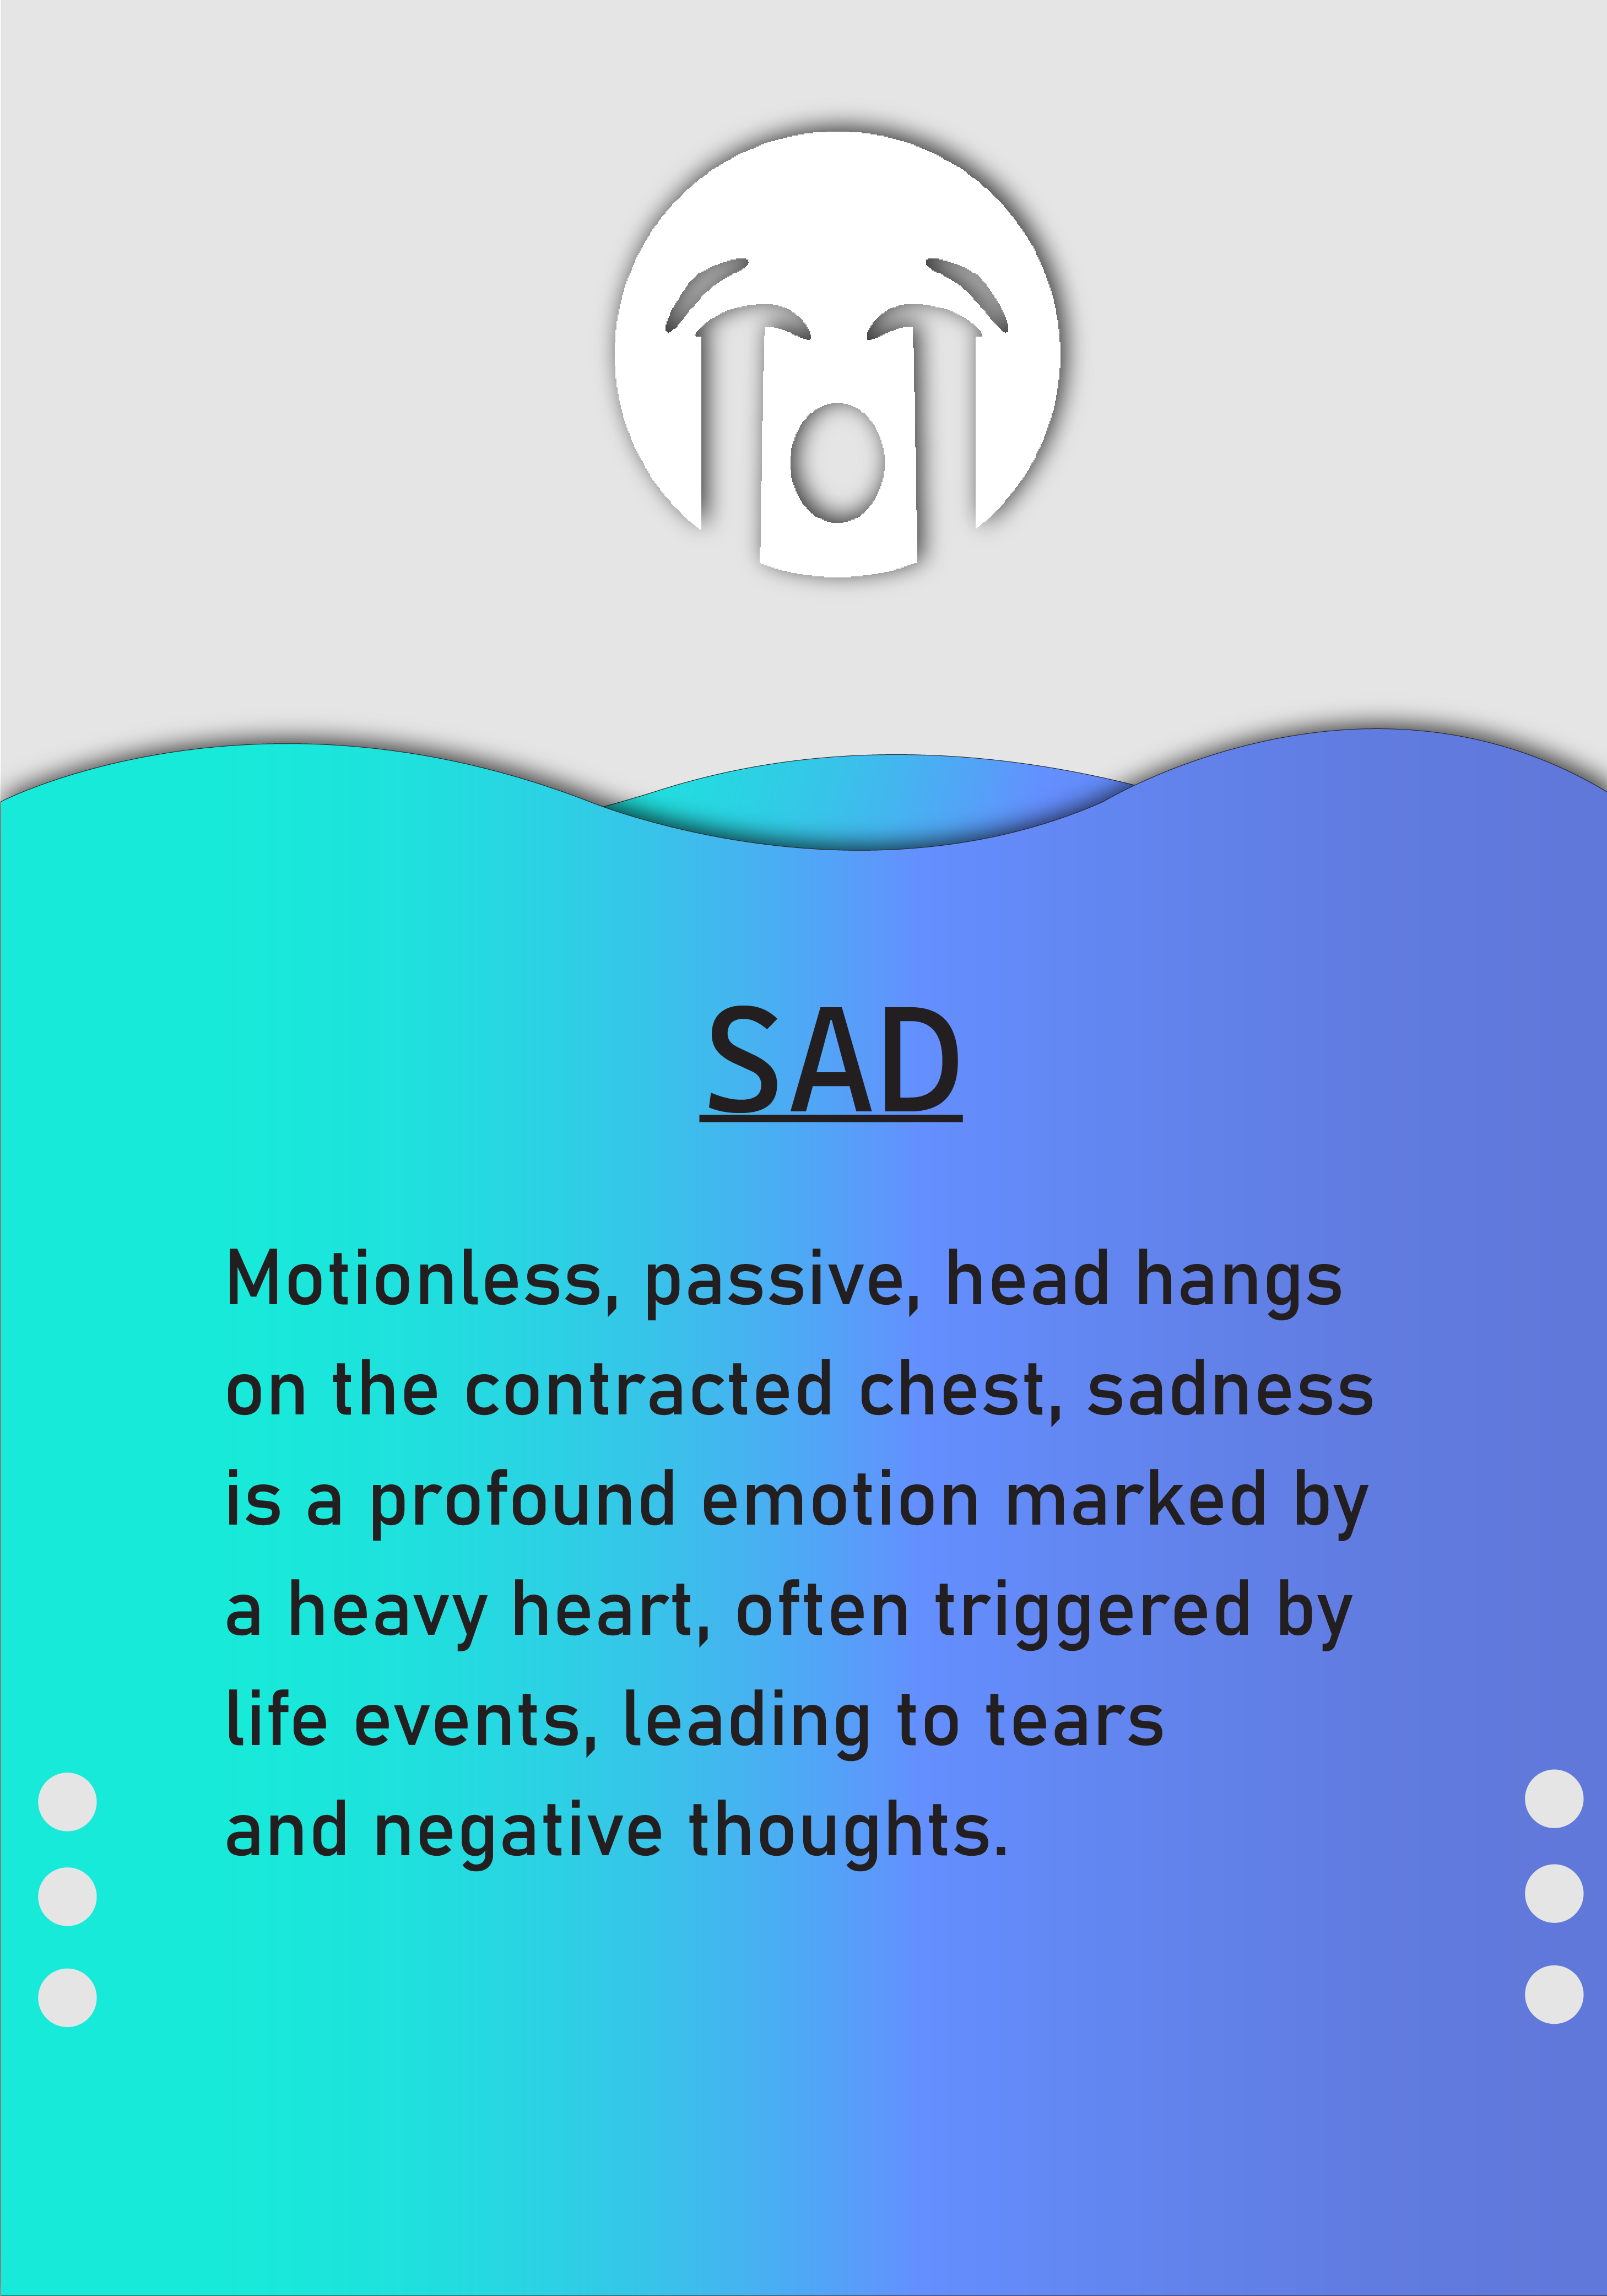 SAD
Motionless, passive, head hangs
on the contracted chest, sadness
is a profound emotion marked by
a heavy heart, often triggered by
life events, leading to tears
and negative thoughts.